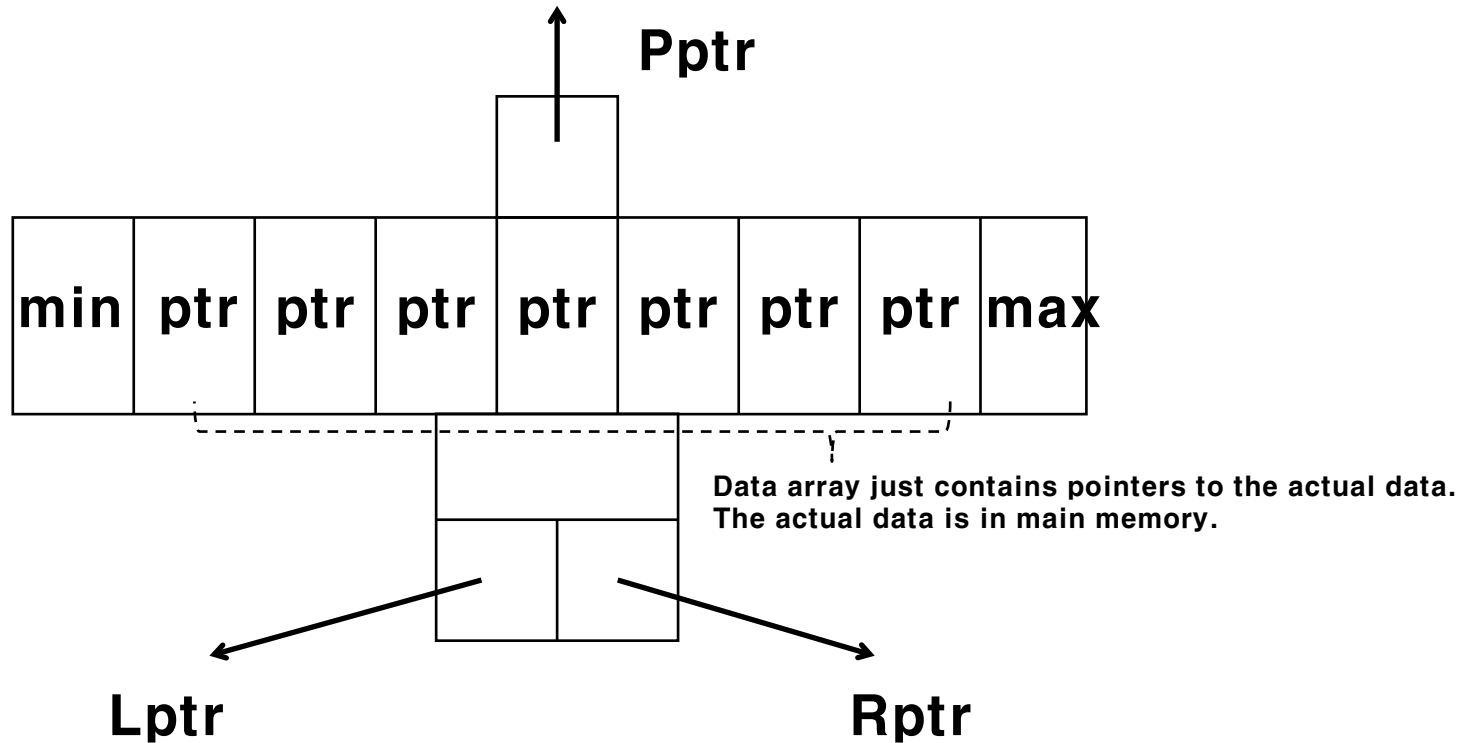 Pptr
min ptr ptr ptr ptr ptr ptr ptr max
Data array just contains pointers to the actual data.
The actual data is in main memory.
Lptr Rptr